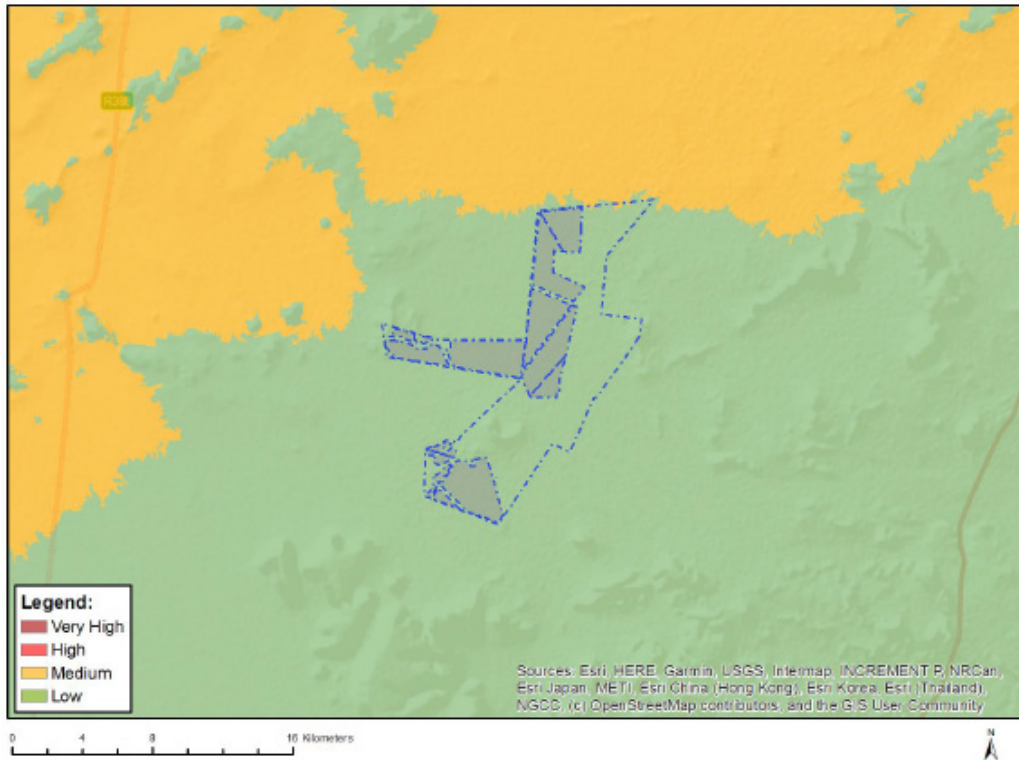 Legend:
Very High
High
Medium
Low
Sources: Esri, HERE, Garmin, USGS, Intermap, INCREMENT P, NRCan,
Esri Japan, METI, Esri China (Hong Kong), Esri Korea, Esri (Thailand),
NGCC, (c) OpenStreetMap contributors, and the GIS User Community
0 4 8 16 Kilometers
N